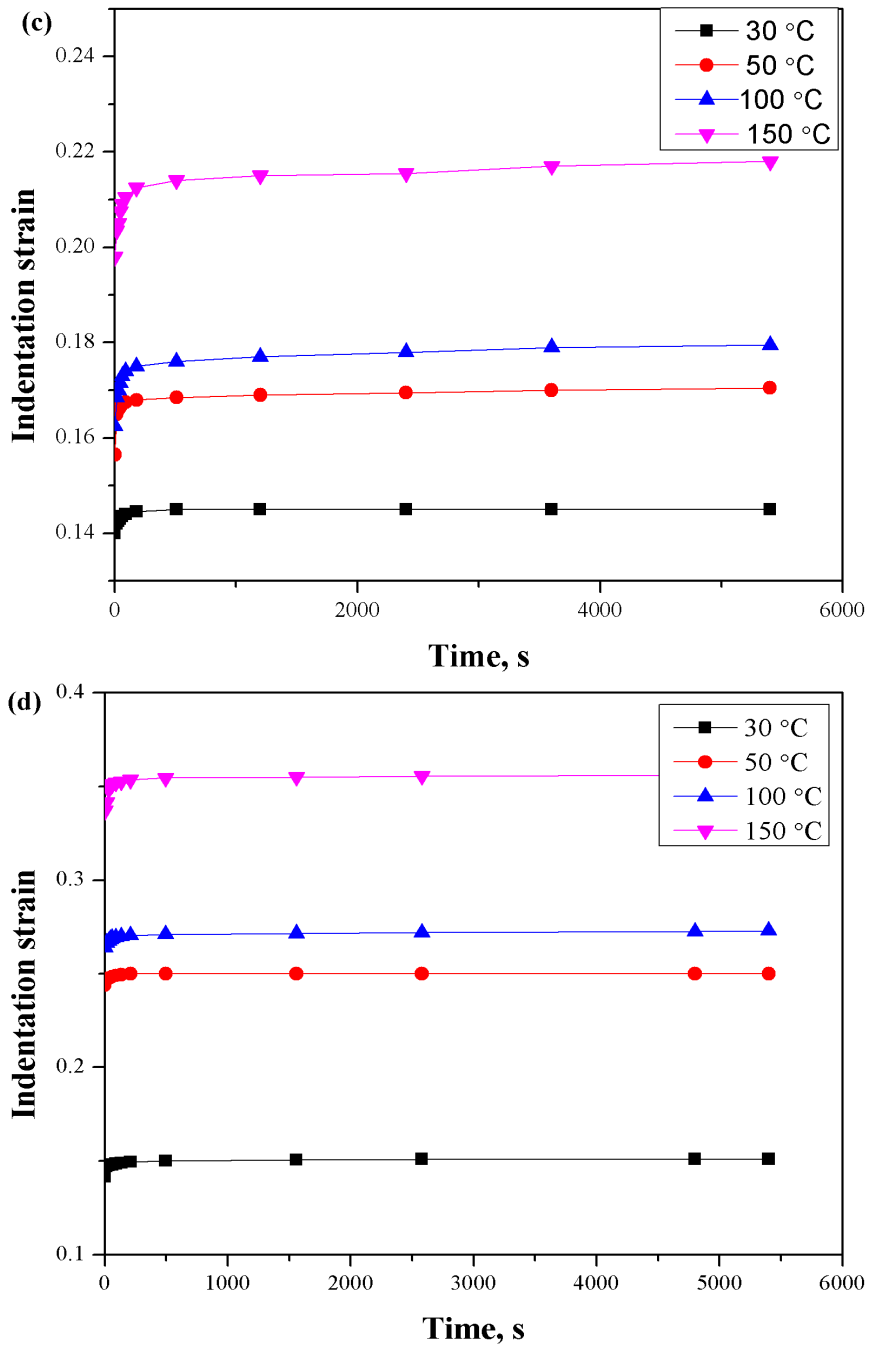 (c)
0.24
0.22
0.20
0.18
0.16
0.14
Indentation strain
30 °C
50 °C
100 °C
150 °C
0 2000 4000 6000
Time, s
(d)
0.4
0.3
0.2
0.1
Indentation strain
30 °C
50 °C
100 °C
150 °C
0 1000 2000 3000 4000 5000 6000
Time, s